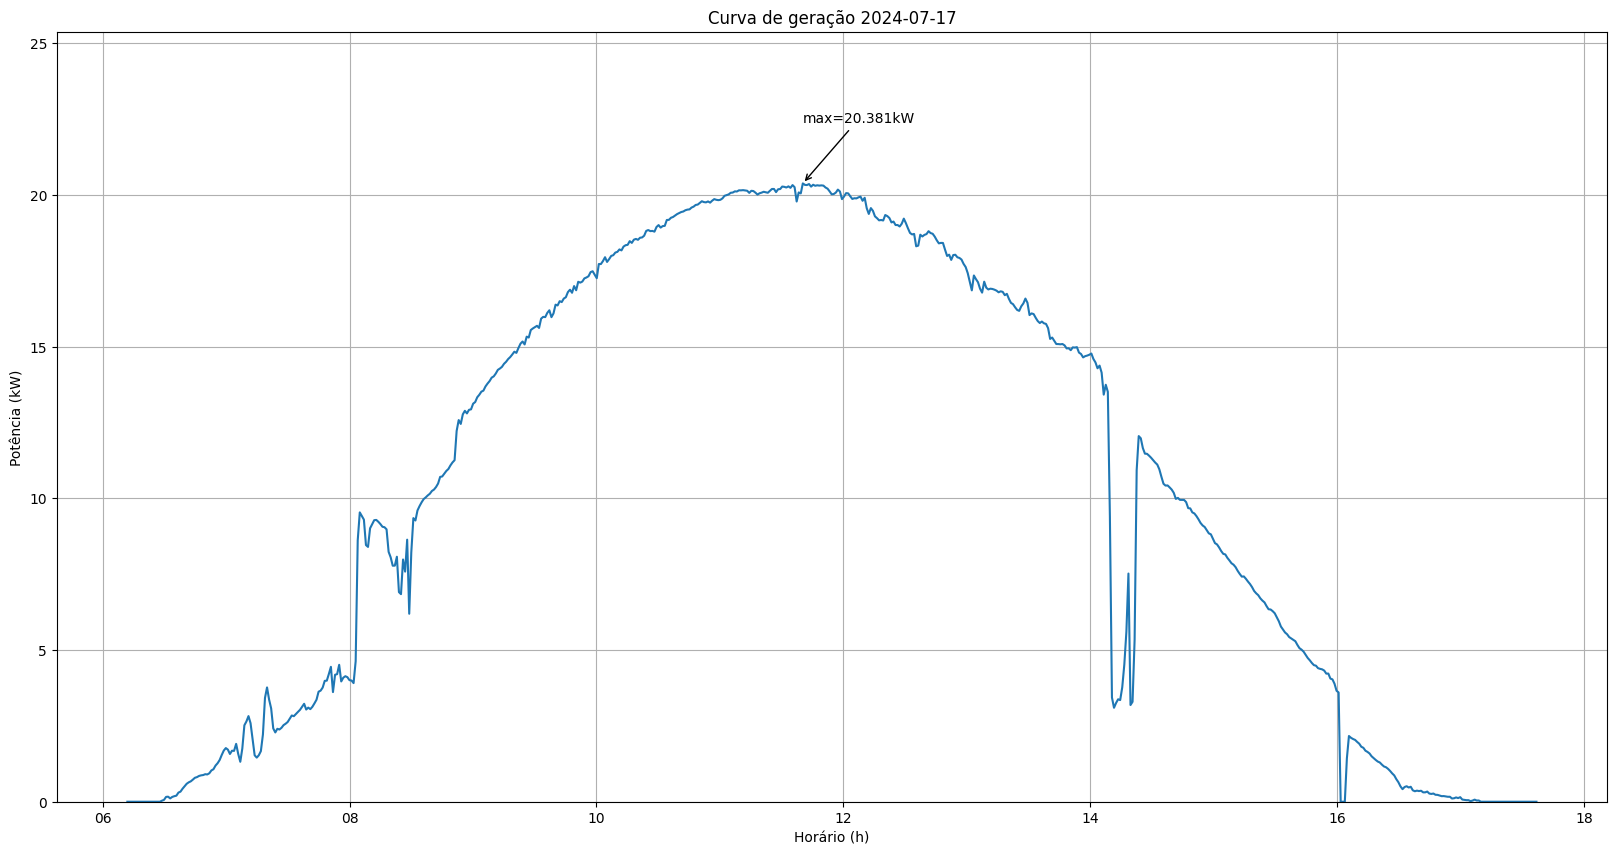 Curva de geração 2024-07-17
25
20
15
10
5
0
Potência (kW)
max=20.381kW
06 08 10 12 14 16 18
Horário (h)